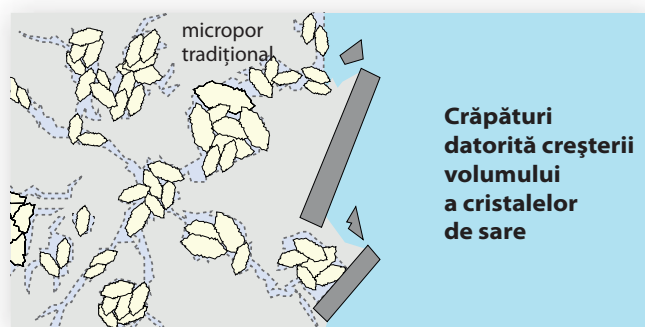 micropor
tradițional
Crăpături
datorită creşterii
volumului
a cristalelor
de sare